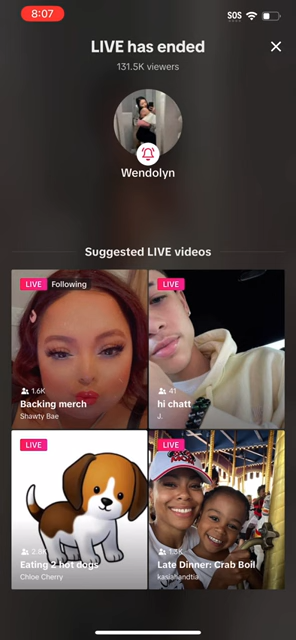 8:07
SOS
LIVE has ended
131.5K viewers
Wendolyn
Suggested LIVE videos
LIVE Following
1.6K
Backing merch
Shawty Bae
LIVE
41
hi chatt
J.
LIVE
2.8K
Eating 2 hot dogs
Chloe Cherry
LIVE
1.3K
Late Dinner: Crab Boil
kasiahandtia